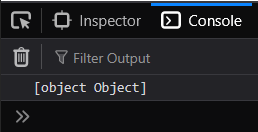 Inspector Console
Filter Output
[object Object]
>>